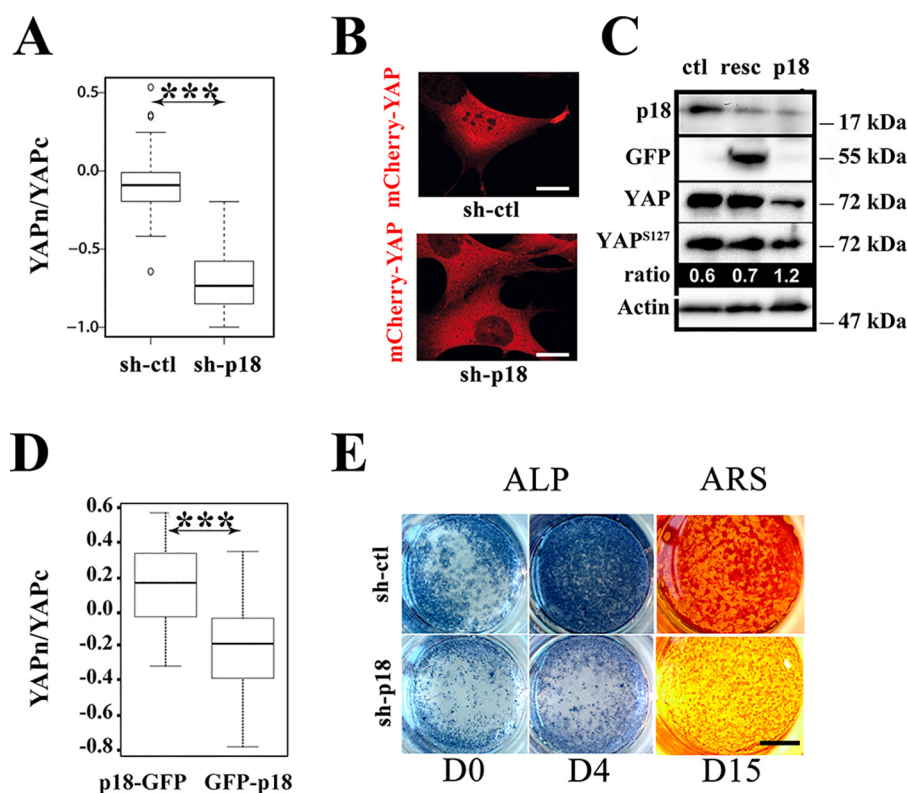 A
YAPn/YAPc
0.5
0.0
−0.5
−1.0
***
sh-ctl sh-p18
B
mCherry-YAP
sh-ctl
mCherry-YAP
sh-p18
C
ctl resc p18
p18
17 kDa
GFP
55 kDa
YAP
72 kDa
YAPS127
72 kDa
ratio 0.6 0.7 1.2
Actin
47 kDa
D
YAPn/YAPc
0.6
0.4
0.2
0.0
-0.2
-0.4
-0.6
-0.8
***
p18-GFP GFP-p18
E
ALP ARS
sh-ctl
sh-p18
D0 D4 D15